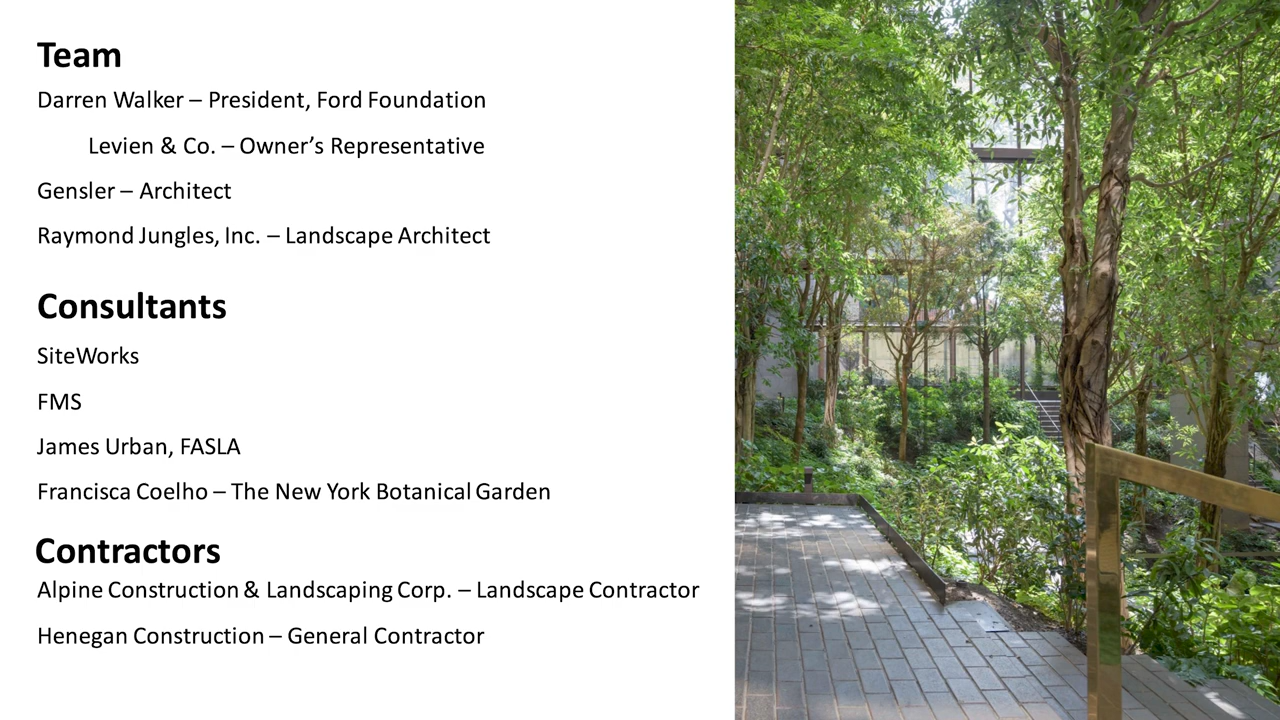 Team
Darren Walker – President, Ford Foundation
Levien & Co. – Owner’s Representative
Gensler – Architect
Raymond Jungles, Inc. – Landscape Architect
Consultants
SiteWorks
FMS
James Urban, FASLA
Francisca Coelho – The New York Botanical Garden
Contractors
Alpine Construction & Landscaping Corp. – Landscape Contractor
Henegan Construction – General Contractor